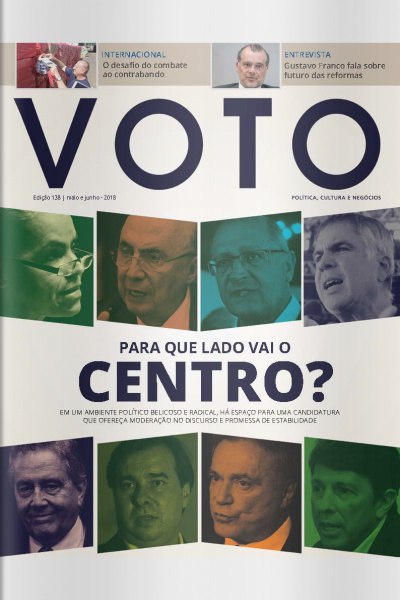 INTERNACIONAL
O desafio do combate
ao contrabando
ENTREVISTA
Gustavo Franco fala sobre
futuro das reformas
VOTO
Edição 138 | maio e junho - 2018
POLÍTICA, CULTURA E NEGÓCIOS
PARA QUE LADO VAI O
CENTRO?
EM UM AMBIENTE POLÍTICO BELICOSO E RADICAL, HÁ ESPAÇO PARA UMA CANDIDATURA
QUE OFEREÇA MODERAÇÃO NO DISCURSO E PROMESSA DE ESTABILIDADE